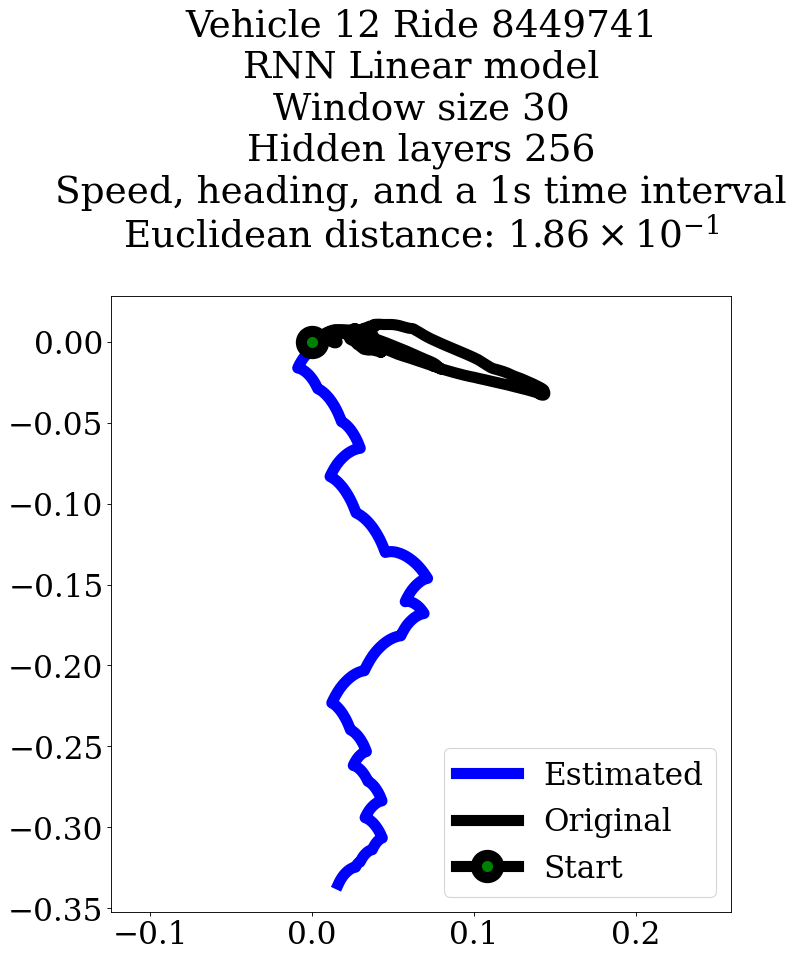 Vehicle 12 Ride 8449741
RNN Linear model
Window size 30
Hidden layers 256
Speed, heading, and a 1s time interval
Euclidean distance: 1.86 × 10⁻¹
0.00
−0.05
−0.10
−0.15
−0.20
−0.25
−0.30
−0.35
Estimated
Original
Start
−0.1
0.0
0.1
0.2